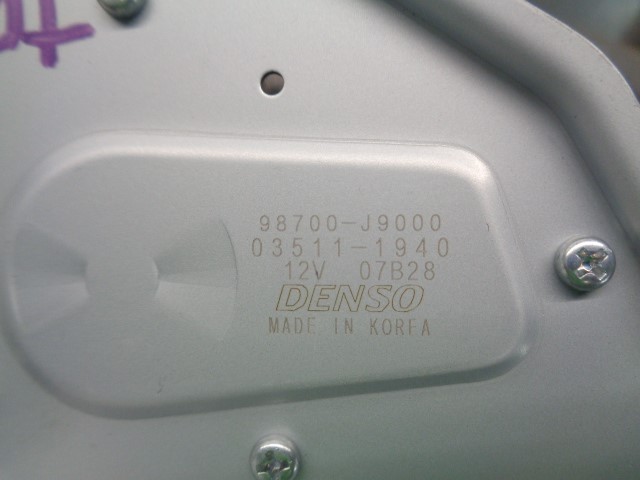 98700-J9000
03511-1940
12V 07B28
DENSO
MADE IN KOREA